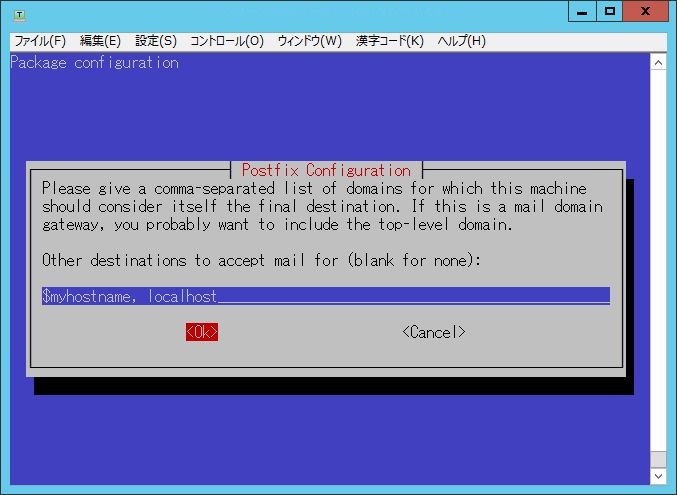 ファイル(F) 編集(E) 設定(S) コントロール(O) ウィンドウ(W) 漢字コード(K) ヘルプ(H)
Package configuration
Postfix Configuration
Please give a comma-separated list of domains for which this machine
should consider itself the final destination. If this is a mail domain
gateway, you probably want to include the top-level domain.
Other destinations to accept mail for (blank for none):
$myhostname, localhost
<Ok> <Cancel>